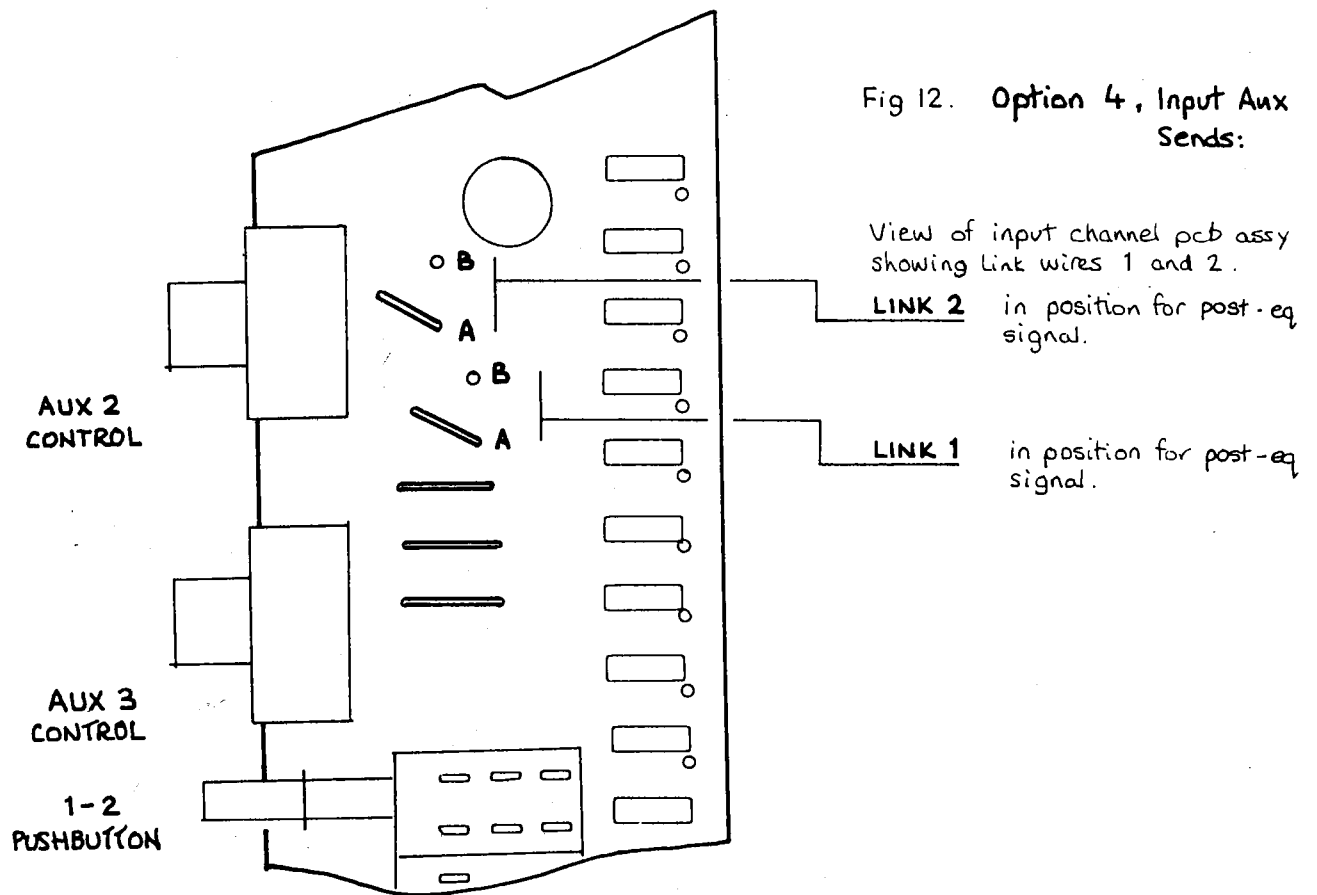 Fig 12. Option 4, Input Aux
Sends:
View of input channel pcb assy
showing Link wires 1 and 2.
LINK 2 in position for post-eq
signal.
LINK 1 in position for post-eq
signal.
B
A
B
A
AUX 2
CONTROL
AUX 3
CONTROL
1-2
PUSHBUTTON